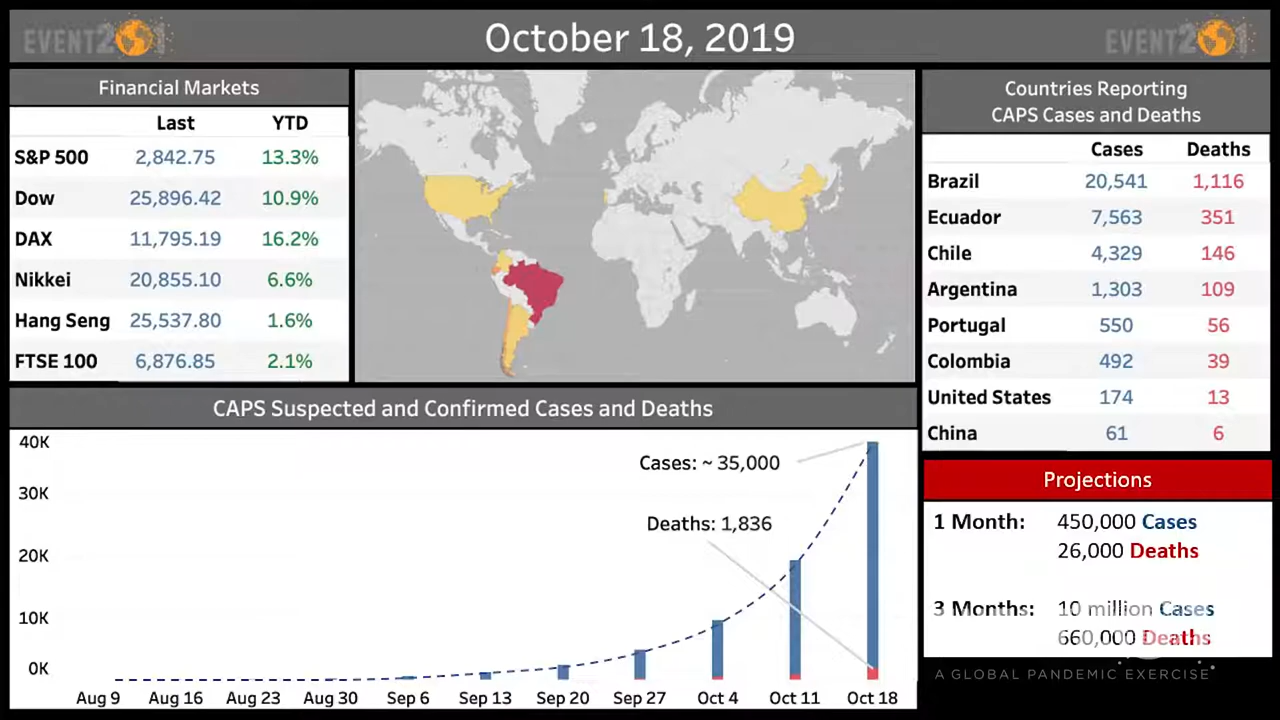 EVENT201
October 18, 2019
EVENT201
Financial Markets
Last YTD
S&P 500 2,842.75 13.3%
Dow 25,896.42 10.9%
DAX 11,795.19 16.2%
Nikkei 20,855.10 6.6%
Hang Seng 25,537.80 1.6%
FTSE 100 6,876.85 2.1%
Countries Reporting
CAPS Cases and Deaths
Cases Deaths
Brazil 20,541 1,116
Ecuador 7,563 351
Chile 4,329 146
Argentina 1,303 109
Portugal 550 56
Colombia 492 39
United States 174 13
China 61 6
CAPS Suspected and Confirmed Cases and Deaths
40K
30K
20K
10K
0K
Cases: ~ 35,000
Deaths: 1,836
Aug 9 Aug 16 Aug 23 Aug 30 Sep 6 Sep 13 Sep 20 Sep 27 Oct 4 Oct 11 Oct 18
Projections
1 Month: 450,000 Cases
26,000 Deaths
3 Months: 10 million Cases
660,000 Deaths
A GLOBAL PANDEMIC EXERCISE